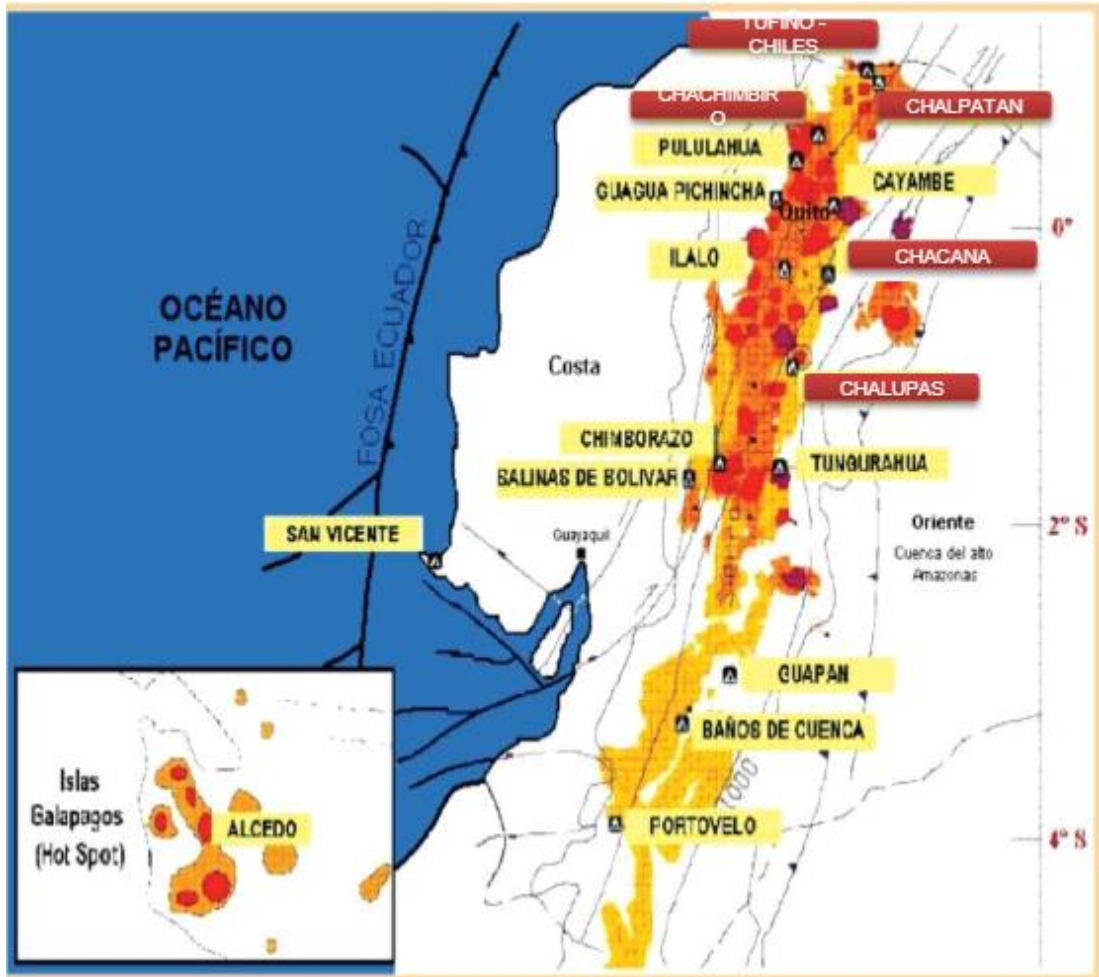 TUFIÑO -
CHILES
CHACHIMBIR
O
CHALPATAN
PULULAHUA
GUAGUA PICHINCHA
CAYAMBE
Quito
0°
ILALO
CHACANA
FOSA ECUADOR
OCÉANO
PACÍFICO
Costa
CHALUPAS
CHIMBORAZO
SALINAS DE BOLIVAR
TUNGURAHUA
SAN VICENTE
Guayaquil
Oriente
2° S
Cuenca del alto
Amazonas
GUAPAN
BAÑOS DE CUENCA
1000
Islas
Galapagos
(Hot Spot)
ALCEDO
PORTOVELO
4° S